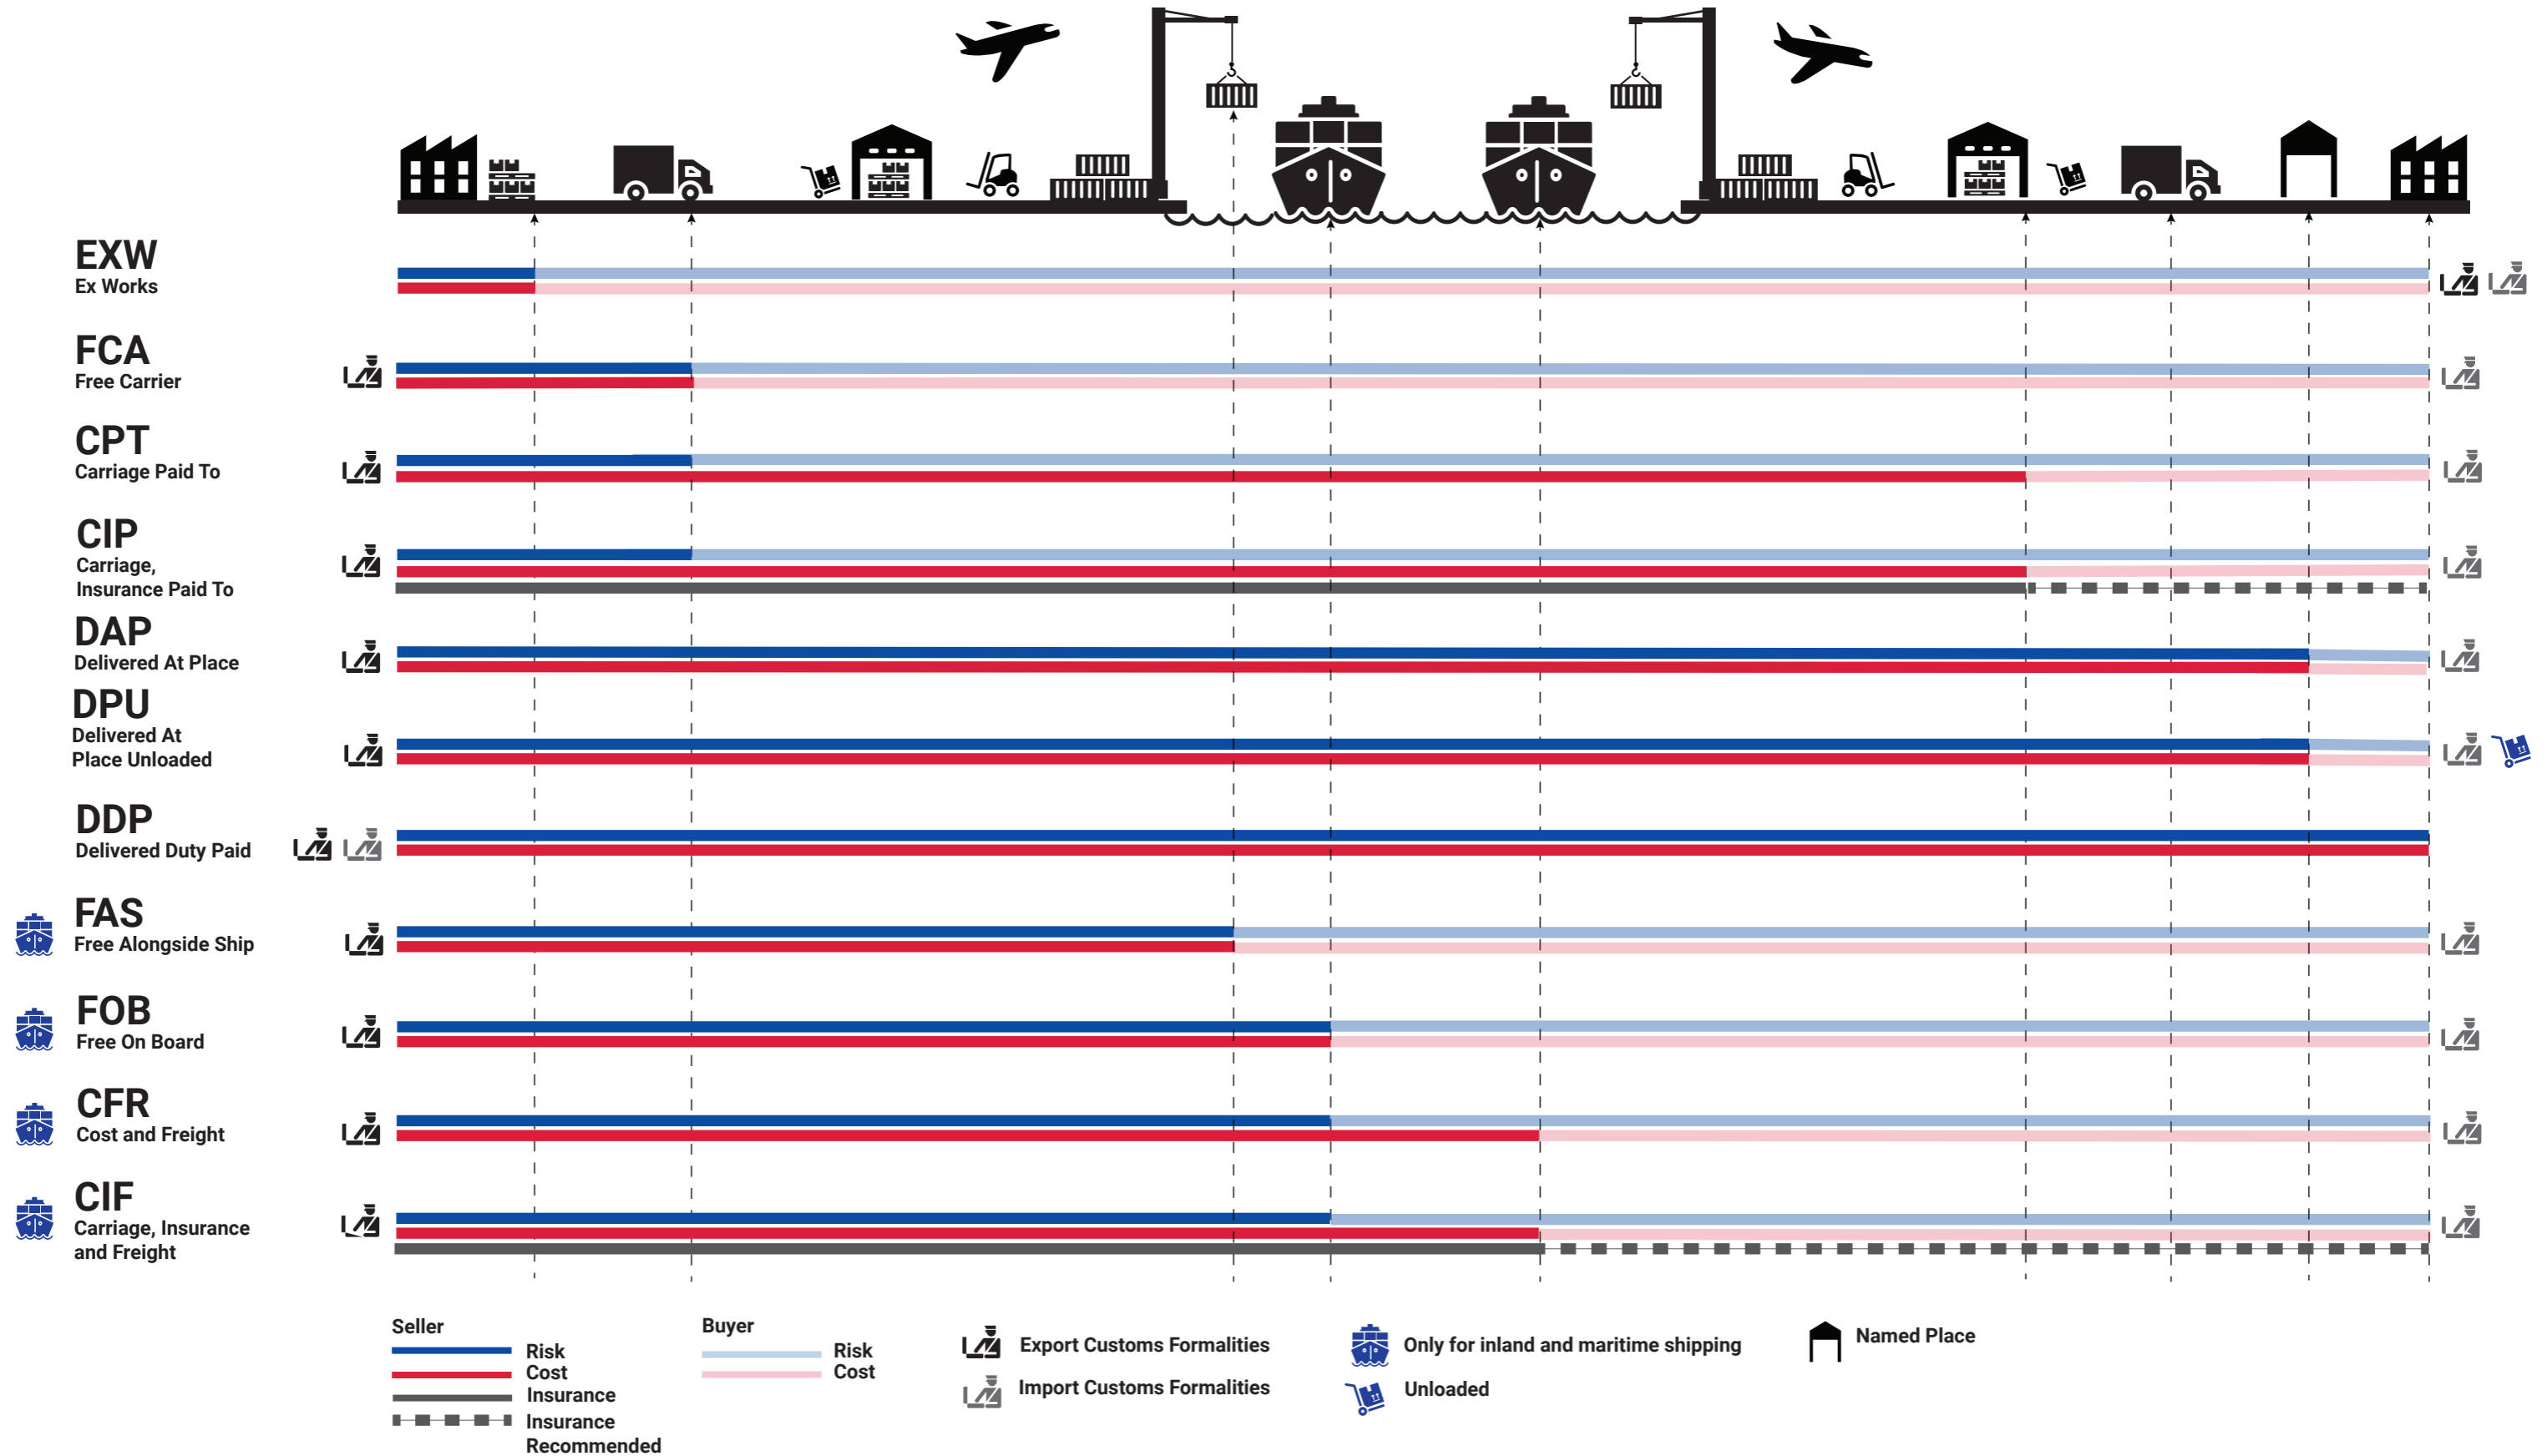 EXW
Ex Works
FCA
Free Carrier
CPT
Carriage Paid To
CIP
Carriage,
Insurance Paid To
DAP
Delivered At Place
DPU
Delivered At
Place Unloaded
DDP
Delivered Duty Paid
FAS
Free Alongside Ship
FOB
Free On Board
CFR
Cost and Freight
CIF
Carriage, Insurance
and Freight
Seller
Risk
Cost
Insurance
Insurance
Recommended
Buyer
Risk
Cost
Export Customs Formalities
Import Customs Formalities
Only for inland and maritime shipping
Unloaded
Named Place